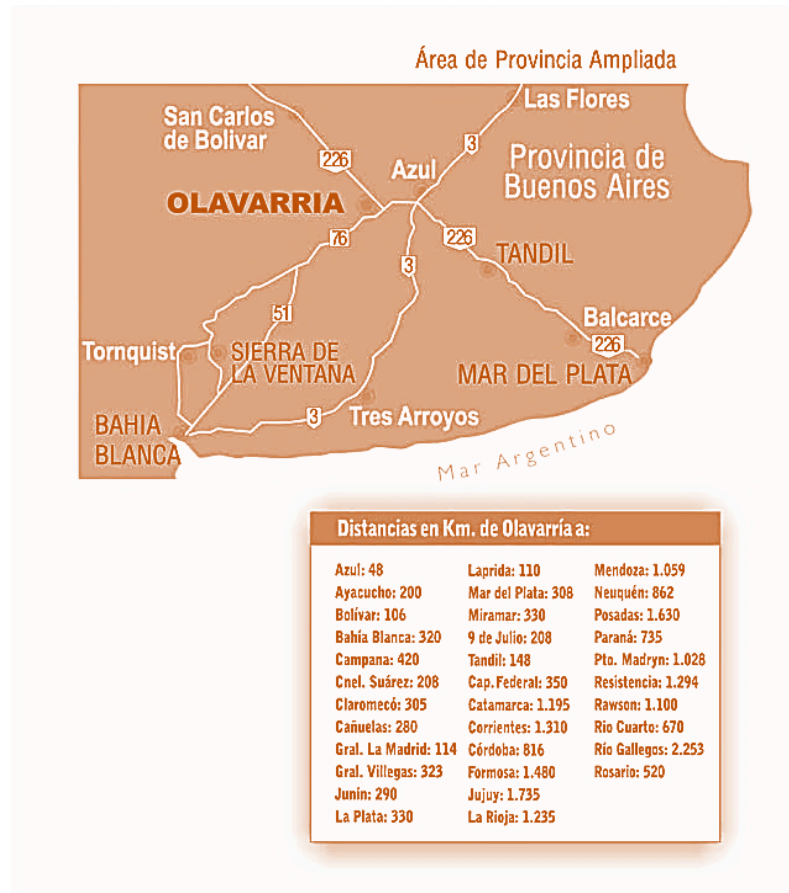 Área de Provincia Ampliada
Las Flores
San Carlos
de Bolivar
3
226
Azul
Provincia de
Buenos Aires
OLAVARRIA
76
226
TANDIL
3
51
Balcarce
226
Tornquist
SIERRA DE
LA VENTANA
MAR DEL PLATA
3
Tres Arroyos
BAHIA
BLANCA
Mar Argentino
Distancias en Km. de Olavarría a:
Azul: 48
Ayacucho: 200
Bolívar: 106
Bahía Blanca: 320
Campana: 420
Cnel. Suárez: 208
Claromecó: 305
Cañuelas: 280
Gral. La Madrid: 114
Gral. Villegas: 323
Junín: 290
La Plata: 330
Laprida: 110
Mar del Plata: 308
Miramar: 330
9 de Julio: 208
Tandil: 148
Cap. Federal: 350
Catamarca: 1.195
Corrientes: 1.310
Córdoba: 816
Formosa: 1.480
Jujuy: 1.735
La Rioja: 1.235
Mendoza: 1.059
Neuquén: 862
Posadas: 1.630
Paraná: 735
Pto. Madryn: 1.028
Resistencia: 1.294
Rawson: 1.100
Rio Cuarto: 670
Río Gallegos: 2.253
Rosario: 520